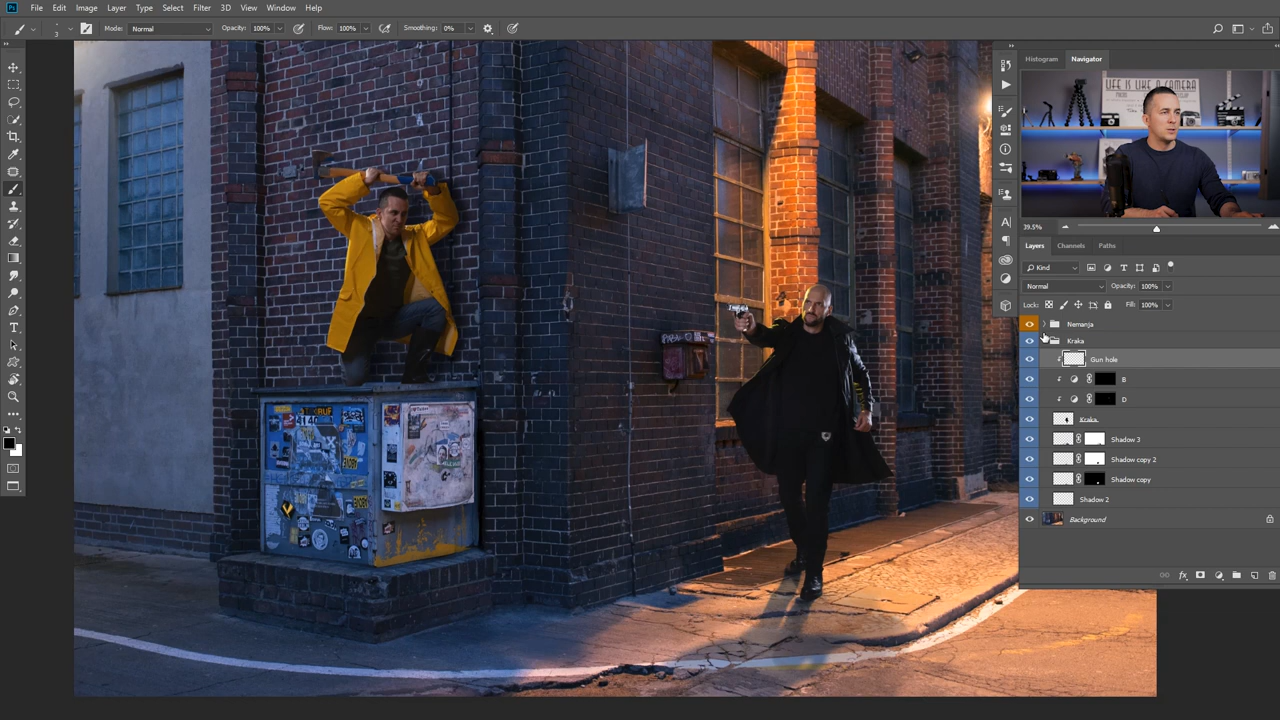 File Edit Image Layer Type Select Filter 3D View Window Help
3 Mode: Normal Opacity: 100% Flow: 100% Smoothing: 0%
Histogram Navigator
LIFE IS LIKE A CAMERA
39.5%
Layers Channels Paths
Kind
Normal Opacity: 100%
Lock: Fill: 100%
Nemanja
Kraka
Gun hole
B
D
Kraka
Shadow 3
Shadow copy 2
Shadow copy
Shadow 2
Background